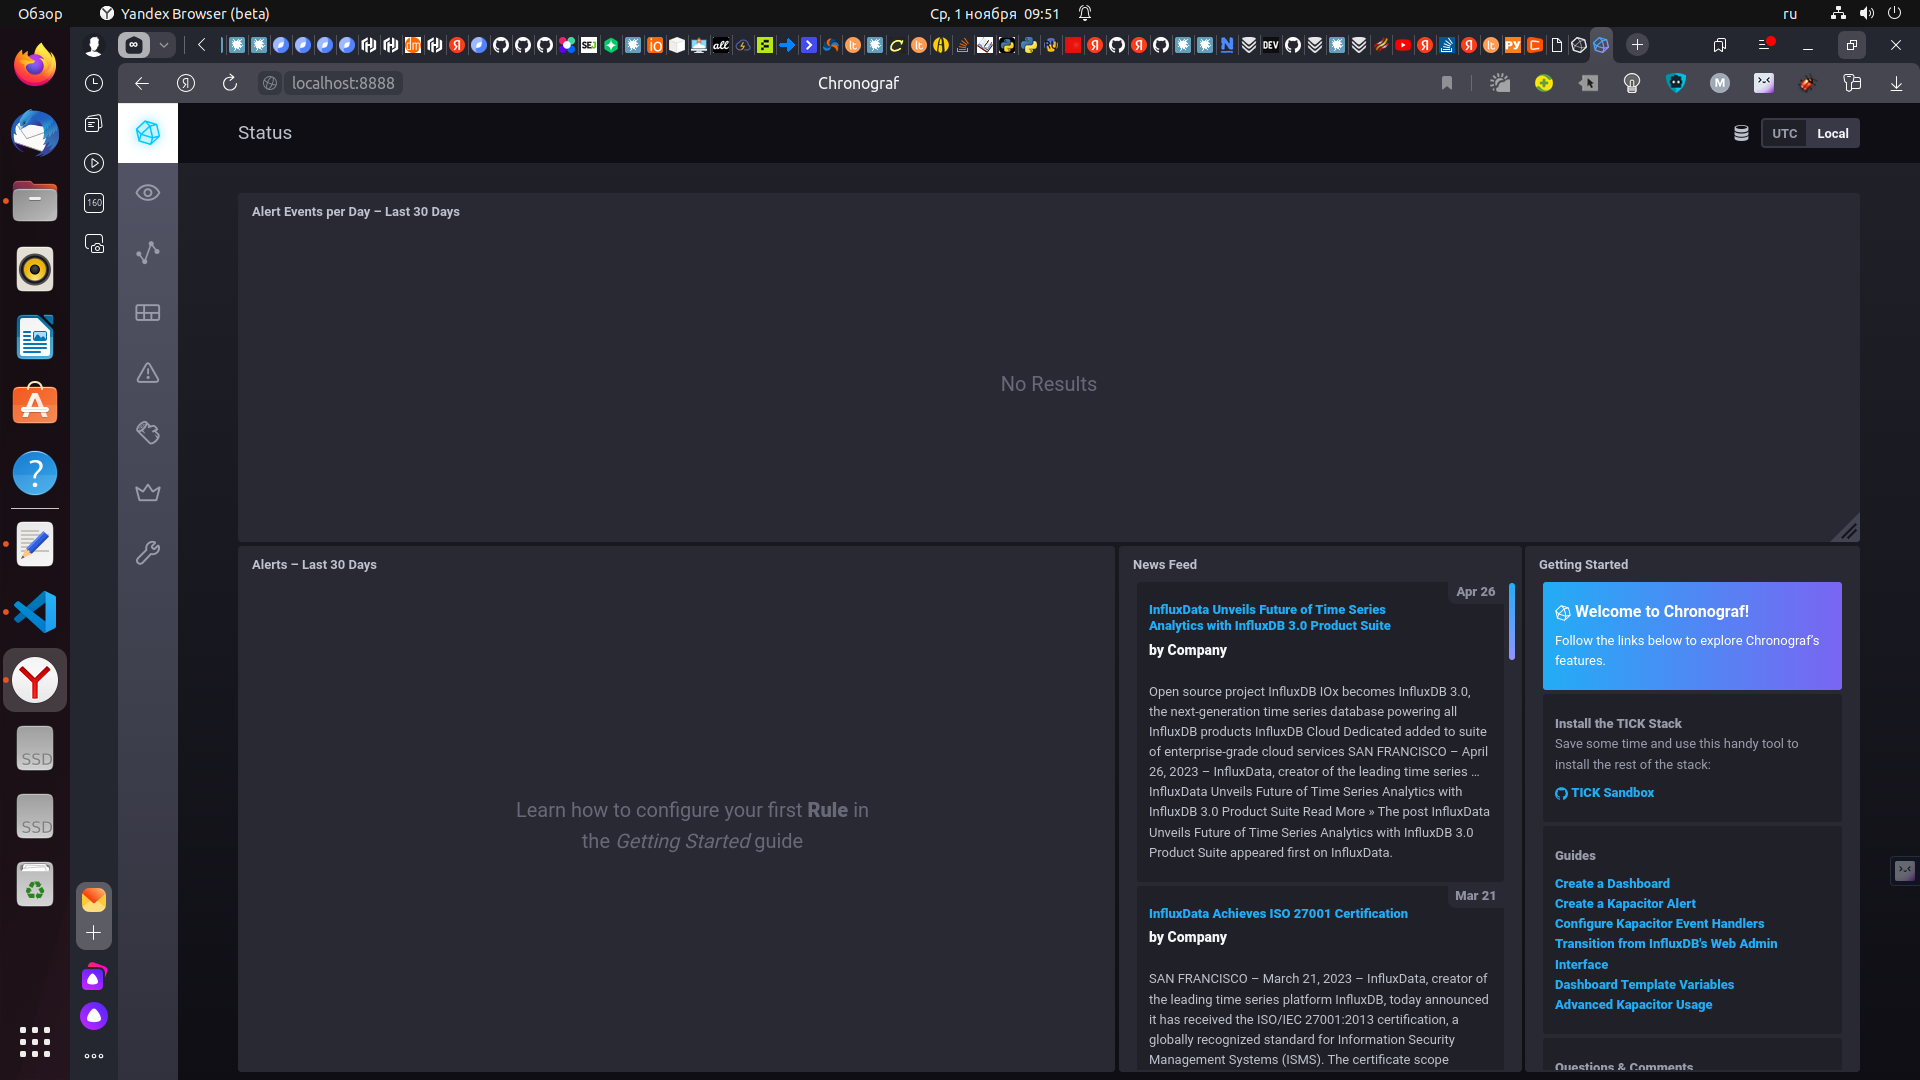 Обзор
Yandex Browser (beta)
Ср, 1 ноября 09:51
ru
localhost:8888
Chronograf
160
Status
UTC
Local
Alert Events per Day – Last 30 Days
No Results
Alerts – Last 30 Days
Learn how to configure your first Rule in
the Getting Started guide
News Feed
Apr 26
InfluxData Unveils Future of Time Series
Analytics with InfluxDB 3.0 Product Suite
by Company
Open source project InfluxDB IOx becomes InfluxDB 3.0,
the next-generation time series database powering all
InfluxDB products InfluxDB Cloud Dedicated added to suite
of enterprise-grade cloud services SAN FRANCISCO – April
26, 2023 – InfluxData, creator of the leading time series ...
InfluxData Unveils Future of Time Series Analytics with
InfluxDB 3.0 Product Suite Read More » The post InfluxData
Unveils Future of Time Series Analytics with InfluxDB 3.0
Product Suite appeared first on InfluxData.
Mar 21
InfluxData Achieves ISO 27001 Certification
by Company
SAN FRANCISCO – March 21, 2023 – InfluxData, creator of
the leading time series platform InfluxDB, today announced
it has received the ISO/IEC 27001:2013 certification, a
globally recognized standard for Information Security
Management Systems (ISMS). The certificate scope
Getting Started
Welcome to Chronograf!
Follow the links below to explore Chronograf's
features.
Install the TICK Stack
Save some time and use this handy tool to
install the rest of the stack:
TICK Sandbox
Guides
Create a Dashboard
Create a Kapacitor Alert
Configure Kapacitor Event Handlers
Transition from InfluxDB's Web Admin
Interface
Dashboard Template Variables
Advanced Kapacitor Usage
Questions & Comments
SSD
SSD